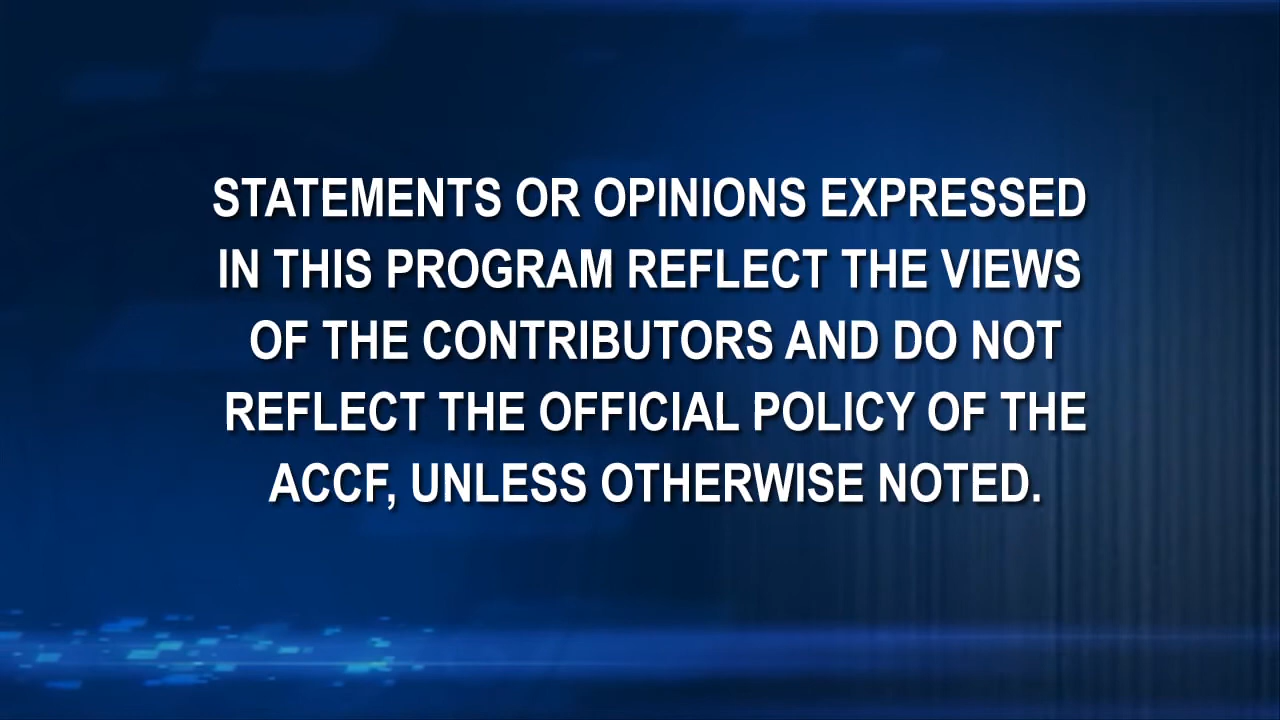 STATEMENTS OR OPINIONS EXPRESSED
IN THIS PROGRAM REFLECT THE VIEWS
OF THE CONTRIBUTORS AND DO NOT
REFLECT THE OFFICIAL POLICY OF THE
ACCF, UNLESS OTHERWISE NOTED.